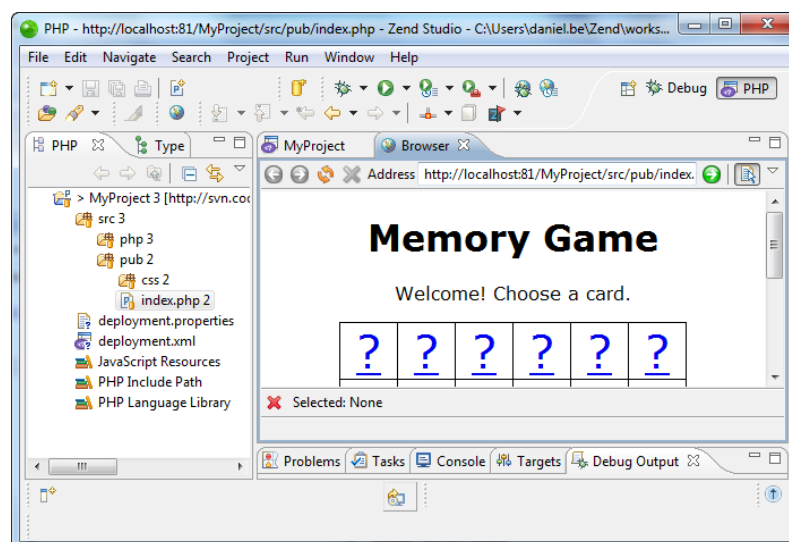 PHP - http://localhost:81/MyProject/src/pub/index.php - Zend Studio - C:\Users\daniel.be\Zend\works...
File Edit Navigate Search Project Run Window Help
Debug PHP
PHP Type
MyProject Browser
Address http://localhost:81/MyProject/src/pub/index.
> MyProject 3 [http://svn.coc
src 3
php 3
pub 2
css 2
index.php 2
deployment.properties
deployment.xml
JavaScript Resources
PHP Include Path
PHP Language Library
Memory Game
Welcome! Choose a card.
? ? ? ? ? ?
Selected: None
Problems Tasks Console Targets Debug Output